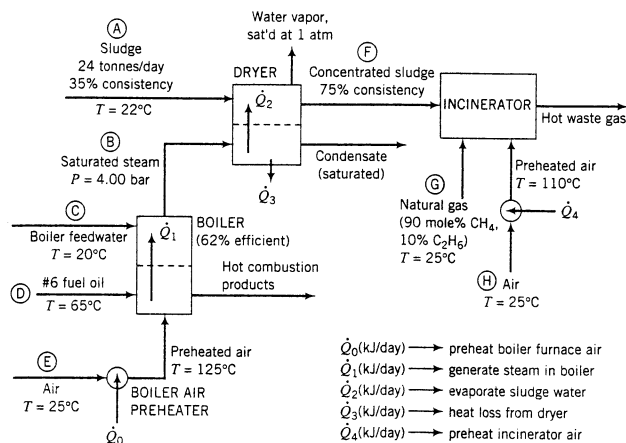 A
Sludge
24 tonnes/day
35% consistency
T = 22°C
Water vapor,
sat'd at 1 atm
DRYER
Q̇2
F
Concentrated sludge
75% consistency
INCINERATOR
Hot waste gas
B
Saturated steam
P = 4.00 bar
Condensate
(saturated)
Q̇3
Preheated air
T = 110°C
G
Natural gas
(90 mole% CH4,
10% C2H6)
T = 25°C
Q̇4
H Air
T = 25°C
C
Boiler feedwater
T = 20°C
Q̇1
BOILER
(62% efficient)
D
#6 fuel oil
T = 65°C
Hot combustion
products
Preheated air
T = 125°C
E
Air
T = 25°C
BOILER AIR
PREHEATER
Q̇0
Q̇0(kJ/day) → preheat boiler furnace air
Q̇1(kJ/day) → generate steam in boiler
Q̇2(kJ/day) → evaporate sludge water
Q̇3(kJ/day) → heat loss from dryer
Q̇4(kJ/day) → preheat incinerator air